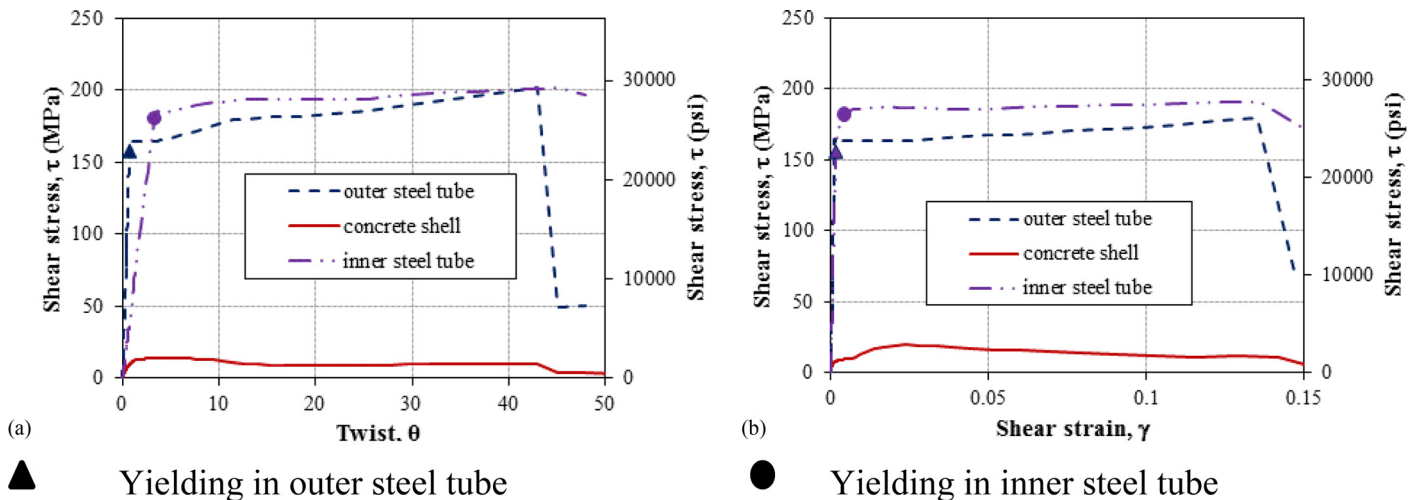 250
200
150
100
50
0
Shear stress, τ (MPa)
30000
20000
10000
0
Shear stress, τ (psi)
outer steel tube
concrete shell
inner steel tube
0 10 20 30 40 50
(a) Twist, θ
250
200
150
100
50
0
Shear stress, τ (MPa)
30000
20000
10000
0
Shear stress, τ (psi)
outer steel tube
concrete shell
inner steel tube
0 0.05 0.1 0.15
(b) Shear strain, γ
Yielding in outer steel tube
Yielding in inner steel tube